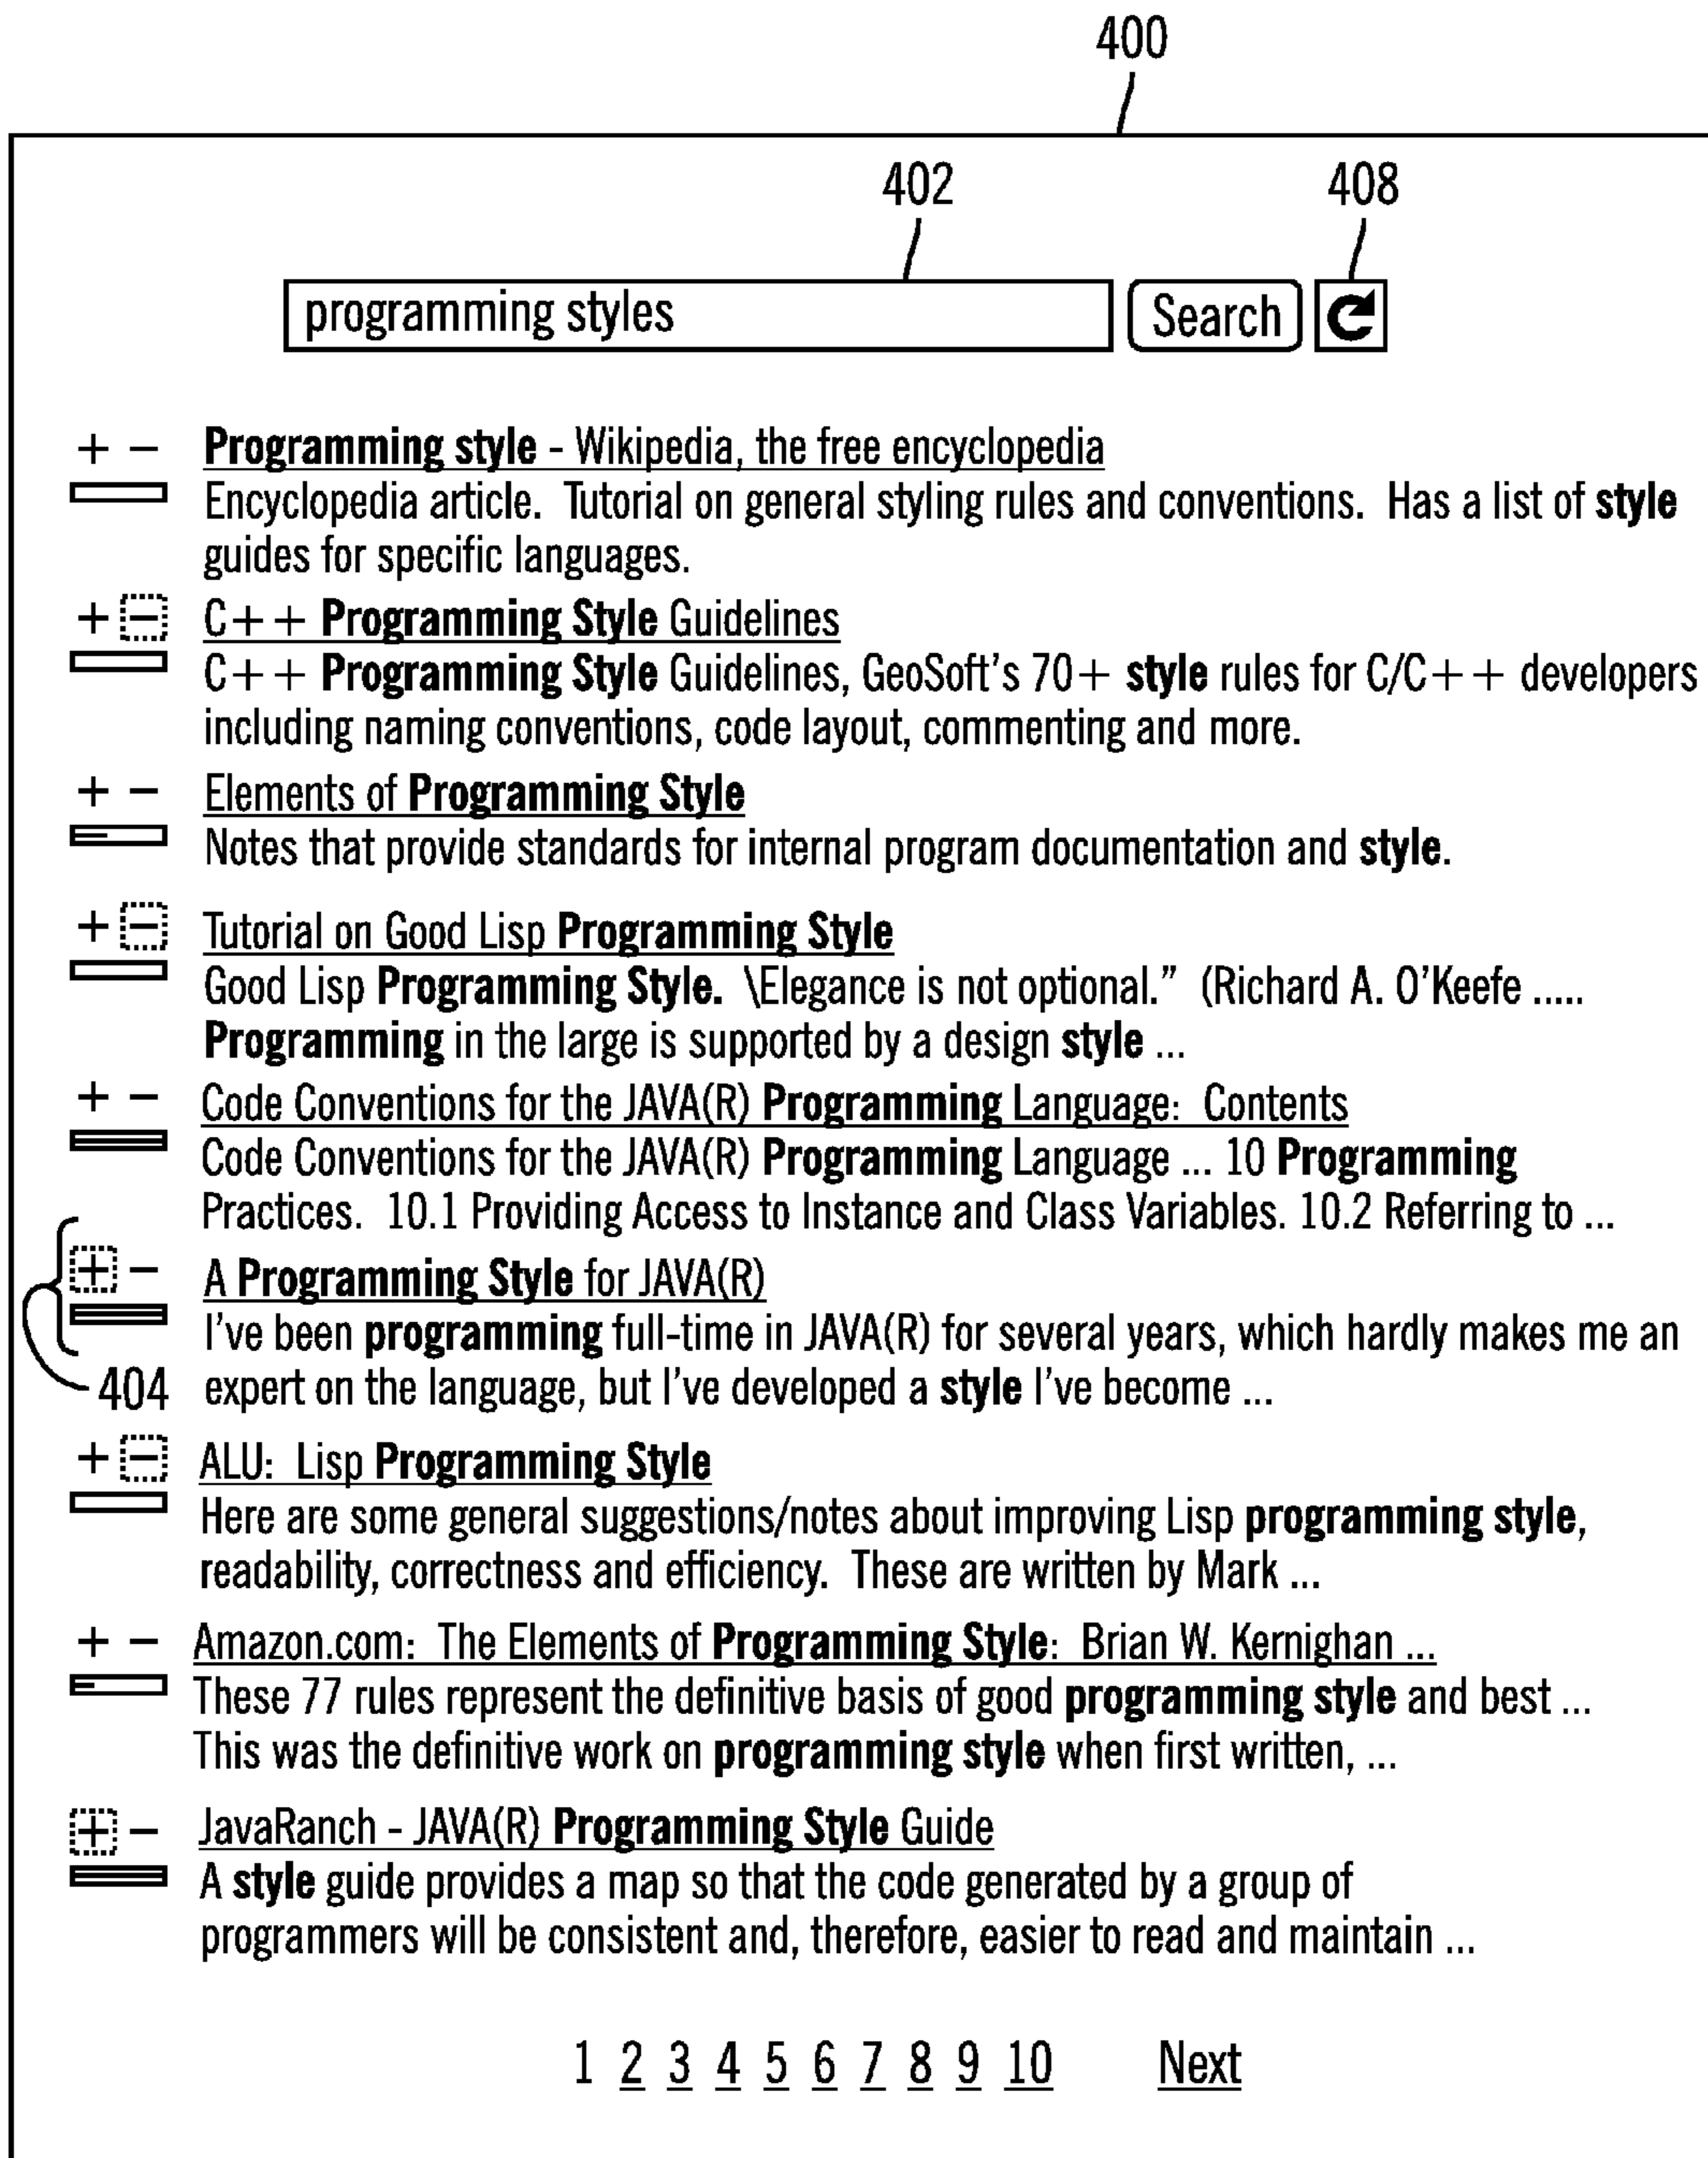 400
402
408
programming styles Search
+ − Programming style - Wikipedia, the free encyclopedia
Encyclopedia article. Tutorial on general styling rules and conventions. Has a list of style
guides for specific languages.
+ − C++ Programming Style Guidelines
C++ Programming Style Guidelines, GeoSoft's 70+ style rules for C/C++ developers
including naming conventions, code layout, commenting and more.
+ − Elements of Programming Style
Notes that provide standards for internal program documentation and style.
+ − Tutorial on Good Lisp Programming Style
Good Lisp Programming Style. \Elegance is not optional." (Richard A. O'Keefe .....
Programming in the large is supported by a design style ...
+ − Code Conventions for the JAVA(R) Programming Language: Contents
Code Conventions for the JAVA(R) Programming Language ... 10 Programming
Practices. 10.1 Providing Access to Instance and Class Variables. 10.2 Referring to ...
+ − A Programming Style for JAVA(R)
I've been programming full-time in JAVA(R) for several years, which hardly makes me an
404 expert on the language, but I've developed a style I've become ...
+ − ALU: Lisp Programming Style
Here are some general suggestions/notes about improving Lisp programming style,
readability, correctness and efficiency. These are written by Mark ...
+ − Amazon.com: The Elements of Programming Style: Brian W. Kernighan ...
These 77 rules represent the definitive basis of good programming style and best ...
This was the definitive work on programming style when first written, ...
+ − JavaRanch - JAVA(R) Programming Style Guide
A style guide provides a map so that the code generated by a group of
programmers will be consistent and, therefore, easier to read and maintain ...
1 2 3 4 5 6 7 8 9 10 Next